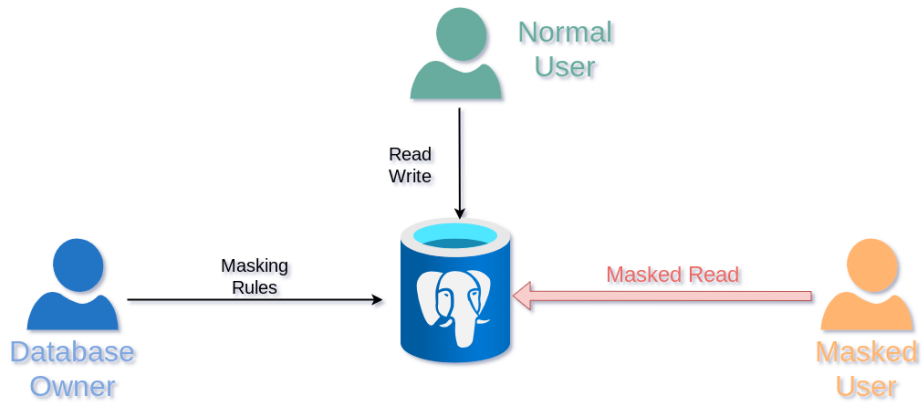 Normal
User
Read
Write
Masking
Rules
Masked Read
Database
Owner
Masked
User